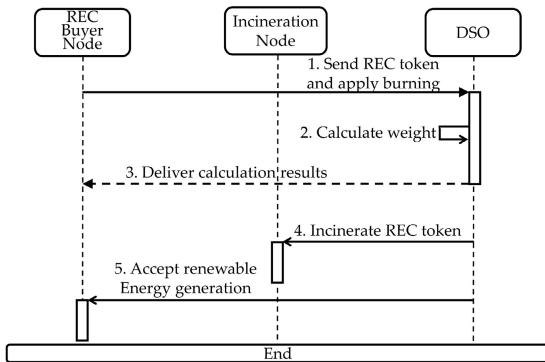 REC
Buyer
Node
Incineration
Node
DSO
1. Send REC token
and apply burning
2. Calculate weight
3. Deliver calculation results
4. Incinerate REC token
5. Accept renewable
Energy generation
End